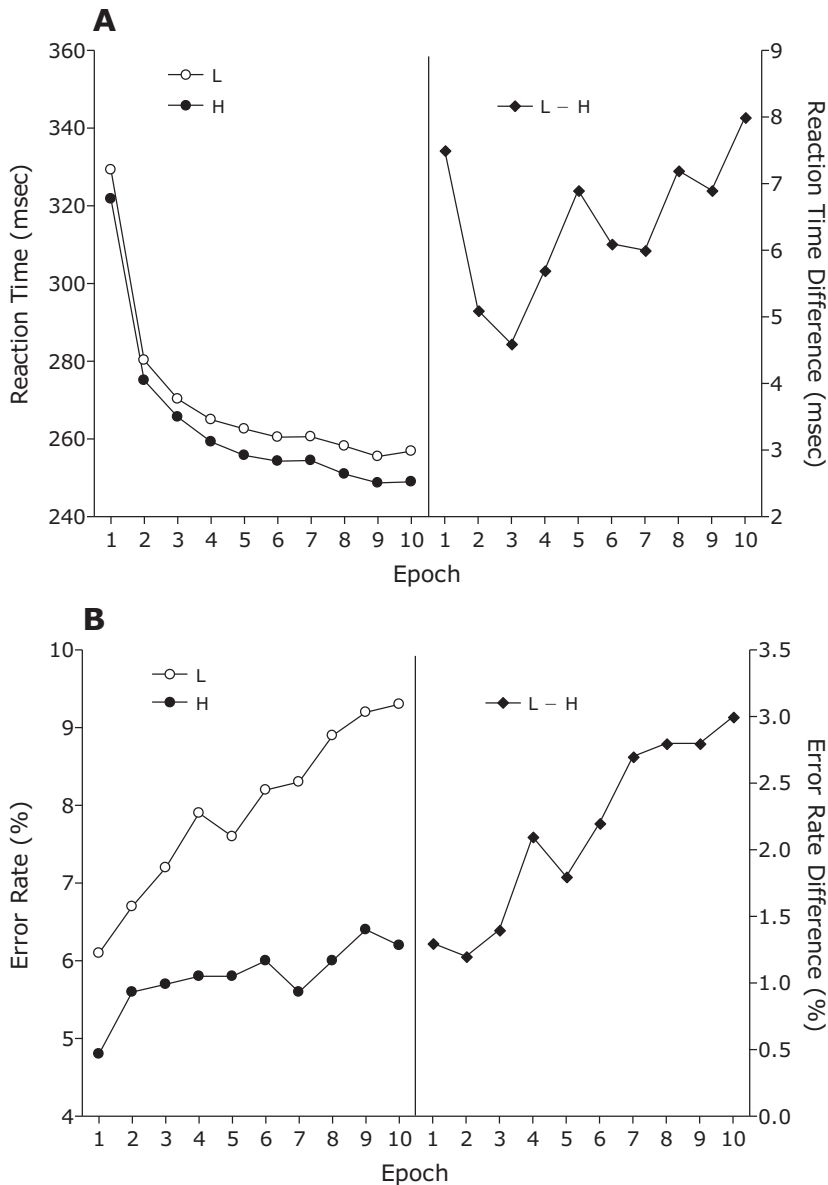 A
360
340
320
300
280
260
240
Reaction Time (msec)
L
H
1 2 3 4 5 6 7 8 9 10
L – H
1 2 3 4 5 6 7 8 9 10
9
8
7
6
5
4
3
2
Reaction Time Difference (msec)
Epoch
B
10
9
8
7
6
5
4
Error Rate (%)
L
H
1 2 3 4 5 6 7 8 9 10
L – H
1 2 3 4 5 6 7 8 9 10
3.5
3.0
2.5
2.0
1.5
1.0
0.5
0.0
Error Rate Difference (%)
Epoch